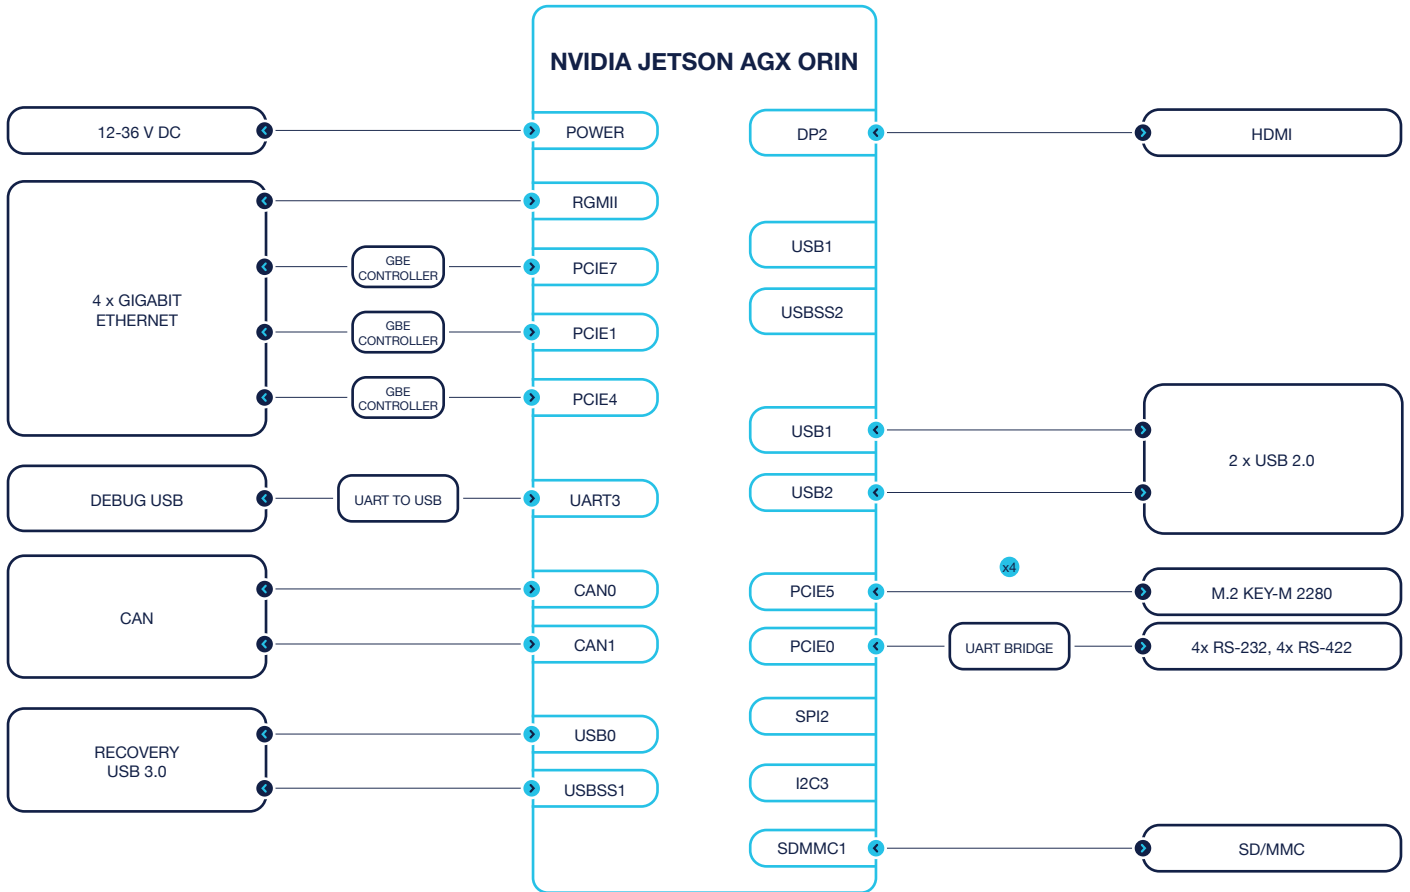 NVIDIA JETSON AGX ORIN
12-36 V DC
POWER
DP2
HDMI
RGMII
4 x GIGABIT
ETHERNET
GBE
CONTROLLER
PCIE7
GBE
CONTROLLER
PCIE1
GBE
CONTROLLER
PCIE4
USB1
USBSS2
USB1
USB2
2 x USB 2.0
DEBUG USB
UART TO USB
UART3
CAN
CAN0
CAN1
x4
PCIE5
M.2 KEY-M 2280
PCIE0
UART BRIDGE
4x RS-232, 4x RS-422
RECOVERY
USB 3.0
USB0
USBSS1
SPI2
I2C3
SDMMC1
SD/MMC